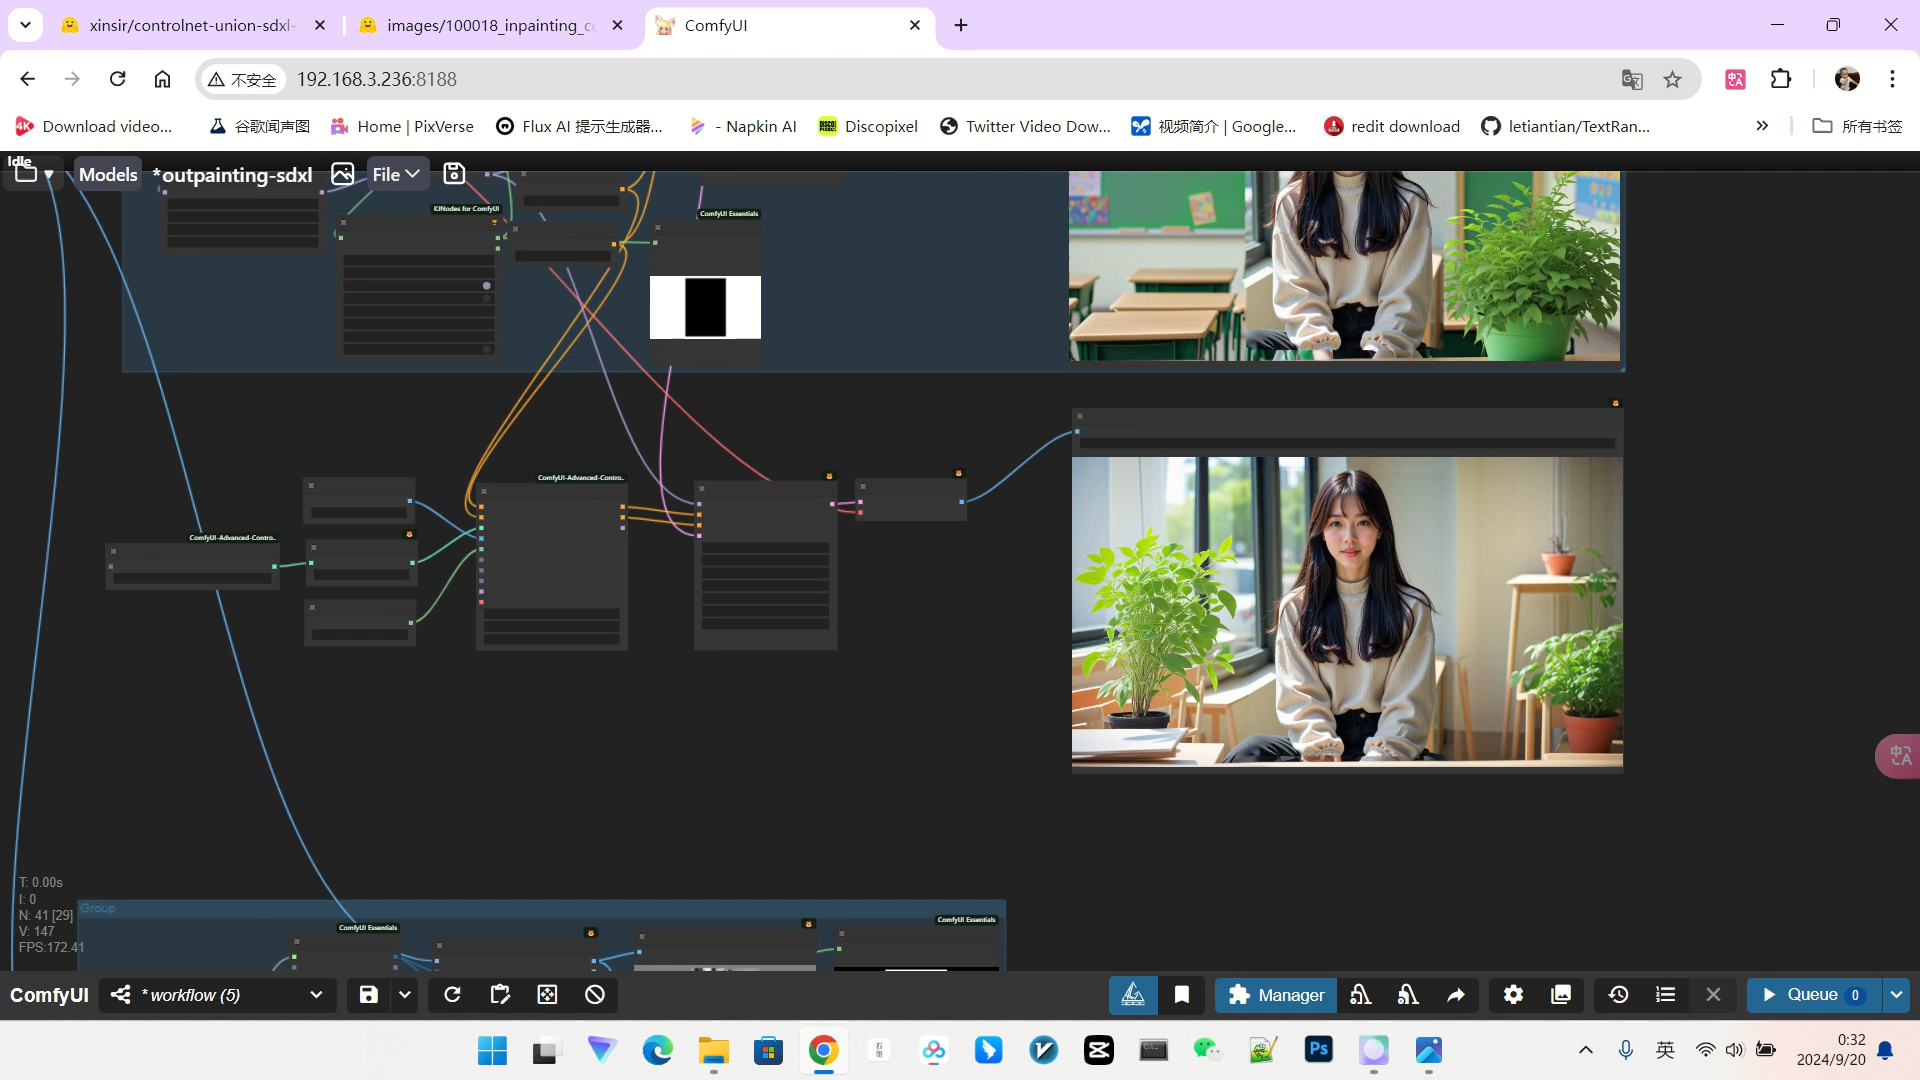 xinsir/controlnet-union-sdxl-
images/100018_inpainting_co
ComfyUI
不安全
192.168.3.236:8188
Download video...
谷歌闻声图
Home | PixVerse
Flux AI 提示生成器...
- Napkin AI
Discopixel
Twitter Video Dow...
视频简介 | Google...
redit download
letiantian/TextRan...
所有书签
Idle
Models
*outpainting-sdxl
File
KJNodes for ComfyUI
ComfyUI Essentials
ComfyUI-Advanced-Contro..
ComfyUI-Advanced-Contro..
T: 0.00s
I: 0
N: 41 [29]
V: 147
FPS:172.41
Group
ComfyUI Essentials
ComfyUI Essentials
ComfyUI
* workflow (5)
Manager
Queue 0
英
0:32
2024/9/20